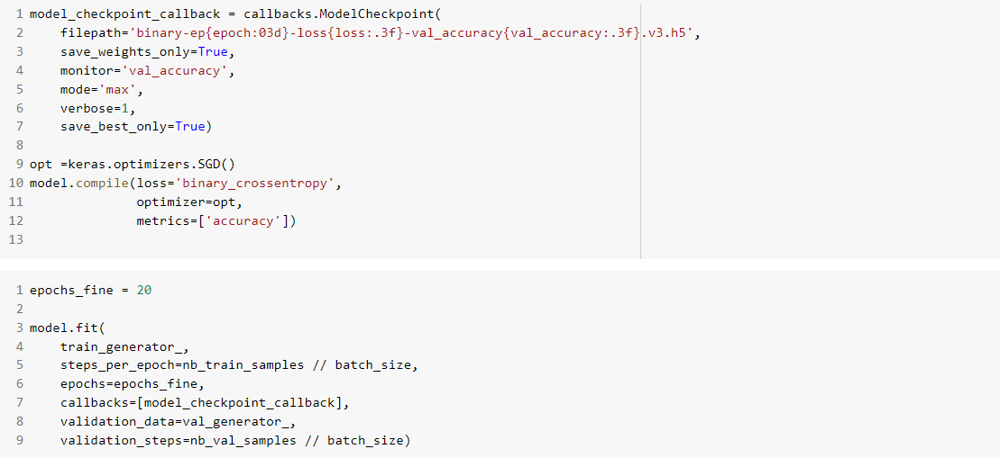 1 model_checkpoint_callback = callbacks.ModelCheckpoint(
2     filepath='binary-ep{epoch:03d}-loss{loss:.3f}-val_accuracy{val_accuracy:.3f}.v3.h5',
3     save_weights_only=True,
4     monitor='val_accuracy',
5     mode='max',
6     verbose=1,
7     save_best_only=True)
8
9 opt =keras.optimizers.SGD()
10 model.compile(loss='binary_crossentropy',
11               optimizer=opt,
12               metrics=['accuracy'])
13
1 epochs_fine = 20
2
3 model.fit(
4     train_generator_,
5     steps_per_epoch=nb_train_samples // batch_size,
6     epochs=epochs_fine,
7     callbacks=[model_checkpoint_callback],
8     validation_data=val_generator_,
9     validation_steps=nb_val_samples // batch_size)